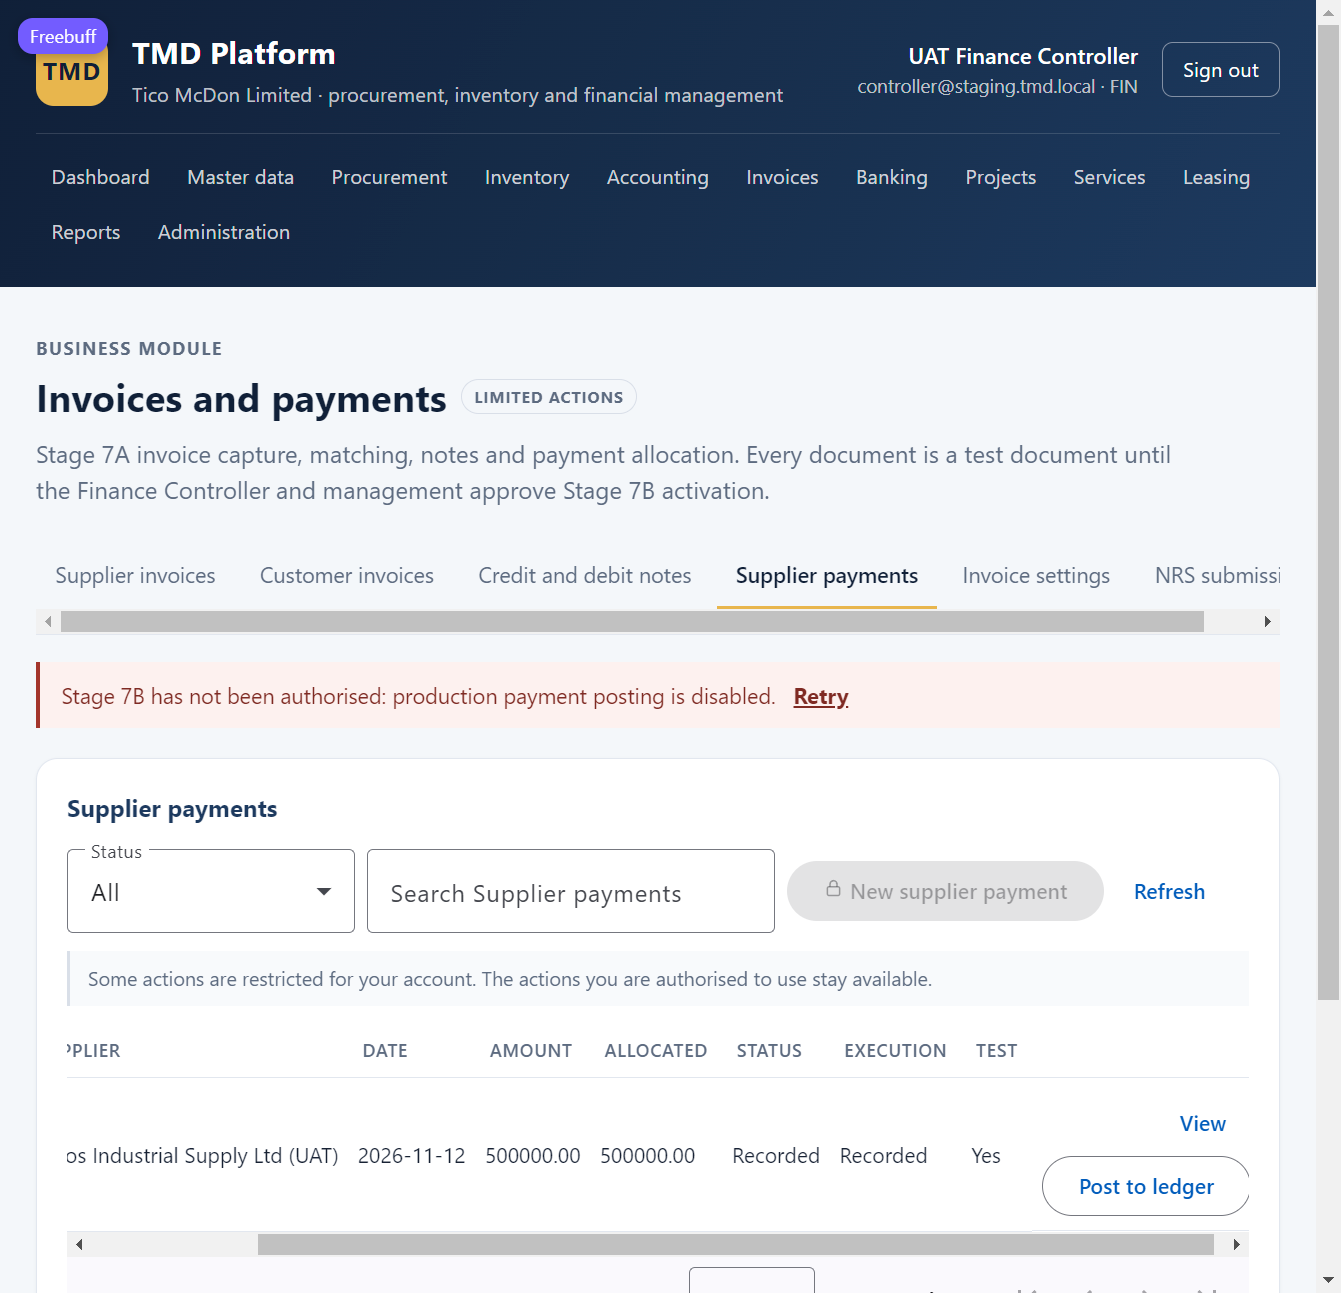 Freebuff
TMD
TMD Platform
Tico McDon Limited · procurement, inventory and financial management
UAT Finance Controller
controller@staging.tmd.local · FIN
Sign out
Dashboard Master data Procurement Inventory Accounting Invoices Banking Projects Services Leasing
Reports Administration
BUSINESS MODULE
Invoices and payments LIMITED ACTIONS
Stage 7A invoice capture, matching, notes and payment allocation. Every document is a test document until
the Finance Controller and management approve Stage 7B activation.
Supplier invoices Customer invoices Credit and debit notes Supplier payments Invoice settings NRS submissi
Stage 7B has not been authorised: production payment posting is disabled. Retry
Supplier payments
Status
All
Search Supplier payments
New supplier payment
Refresh
Some actions are restricted for your account. The actions you are authorised to use stay available.
PPLIER DATE AMOUNT ALLOCATED STATUS EXECUTION TEST
View
os Industrial Supply Ltd (UAT) 2026-11-12 500000.00 500000.00 Recorded Recorded Yes
Post to ledger